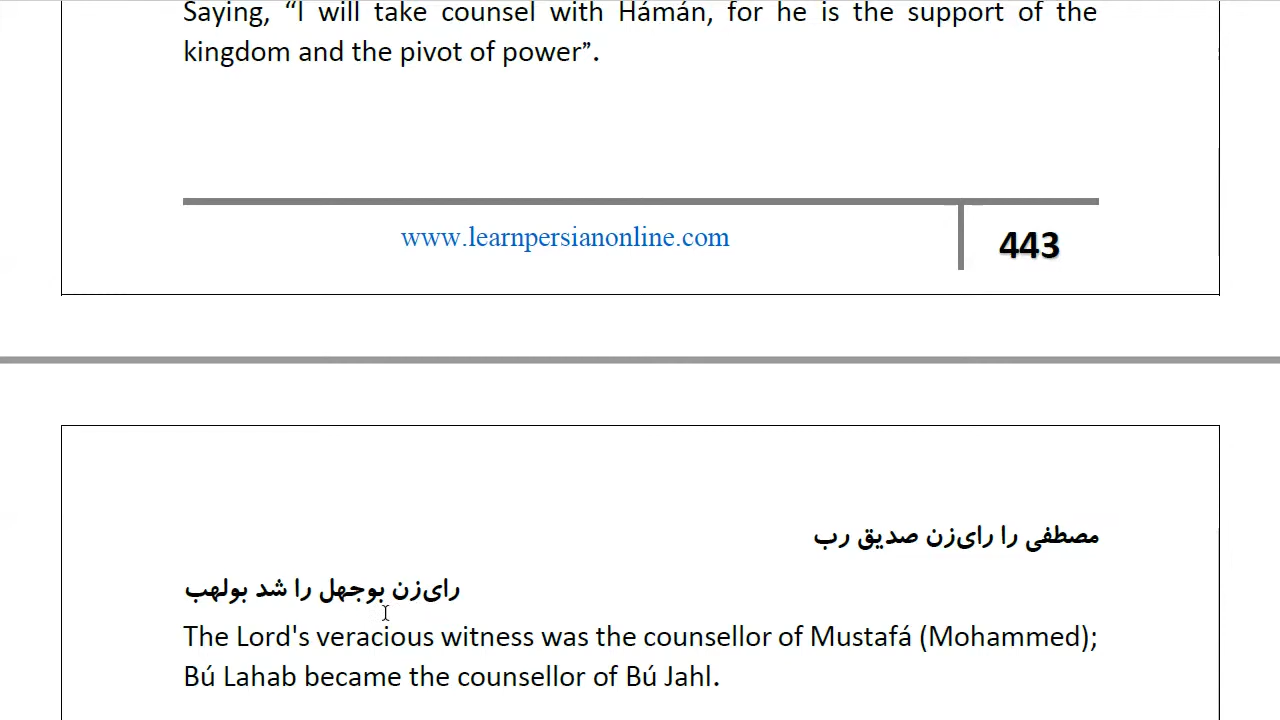 Saying, “I will take counsel with Hámán, for he is the support of the
kingdom and the pivot of power”.
www.learnpersianonline.com
443
مصطفی را رای‌زن صدیق رب
رای‌زن بوجهل را شد بولهب
The Lord's veracious witness was the counsellor of Mustafá (Mohammed);
Bú Lahab became the counsellor of Bú Jahl.